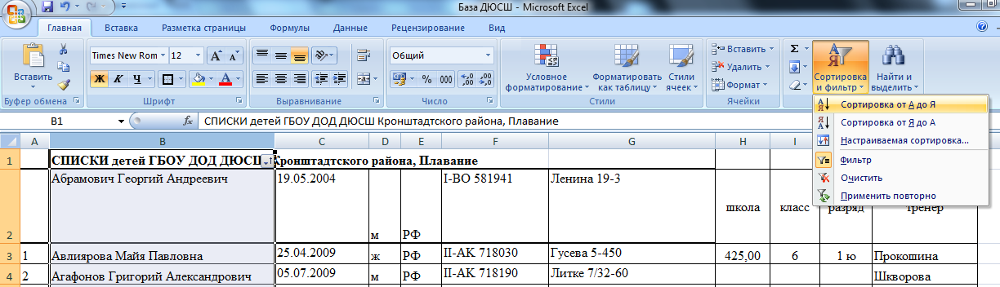 База ДЮСШ - Microsoft Excel
Главная Вставка Разметка страницы Формулы Данные Рецензирование Вид
Вставить
Буфер обмена
Times New Rom 12
Ж К Ч
Шрифт
Выравнивание
Общий
% 000
Число
Условное форматирование
Форматировать как таблицу
Стили ячеек
Стили
Вставить
Удалить
Формат
Ячейки
Сортировка и фильтр
Найти и выделить
Сортировка от А до Я
Сортировка от Я до А
Настраиваемая сортировка...
Фильтр
Очистить
Применить повторно
B1 fx СПИСКИ детей ГБОУ ДОД ДЮСШ Кронштадтского района, Плавание
A B C D E F G H I
1 СПИСКИ детей ГБОУ ДОД ДЮСШ Кронштадтского района, Плавание
2 Абрамович Георгий Андреевич 19.05.2004 м РФ I-ВО 581941 Ленина 19-3 школа класс разряд тренер
3 1 Авлиярова Майя Павловна 25.04.2009 ж РФ II-АК 718030 Гусева 5-450 425,00 6 1 ю Прокошина
4 2 Агафонов Григорий Александрович 05.07.2009 м РФ II-АК 718190 Литке 7/32-60 Шкворова